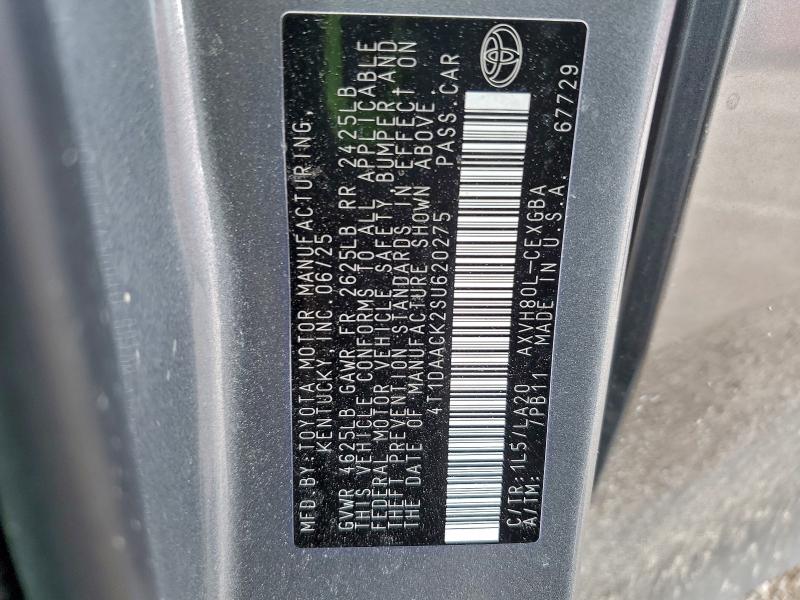 MFD. BY: TOYOTA MOTOR MANUFACTURING,
KENTUCKY, INC. 06/25
GVWR 4625LB GAWR FR 2625LB RR 2425LB
THIS VEHICLE CONFORMS TO ALL APPLICABLE
FEDERAL MOTOR VEHICLE SAFETY, BUMPER, AND
THEFT PREVENTION STANDARDS IN EFFECT ON
THE DATE OF MANUFACTURE SHOWN ABOVE.
4T1DAACK2SU620275 PASS. CAR
C/TR: 1L5/LA20 AXVH80L-CEXGBA
A/TM: /PB11 MADE IN U.S.A. 67729